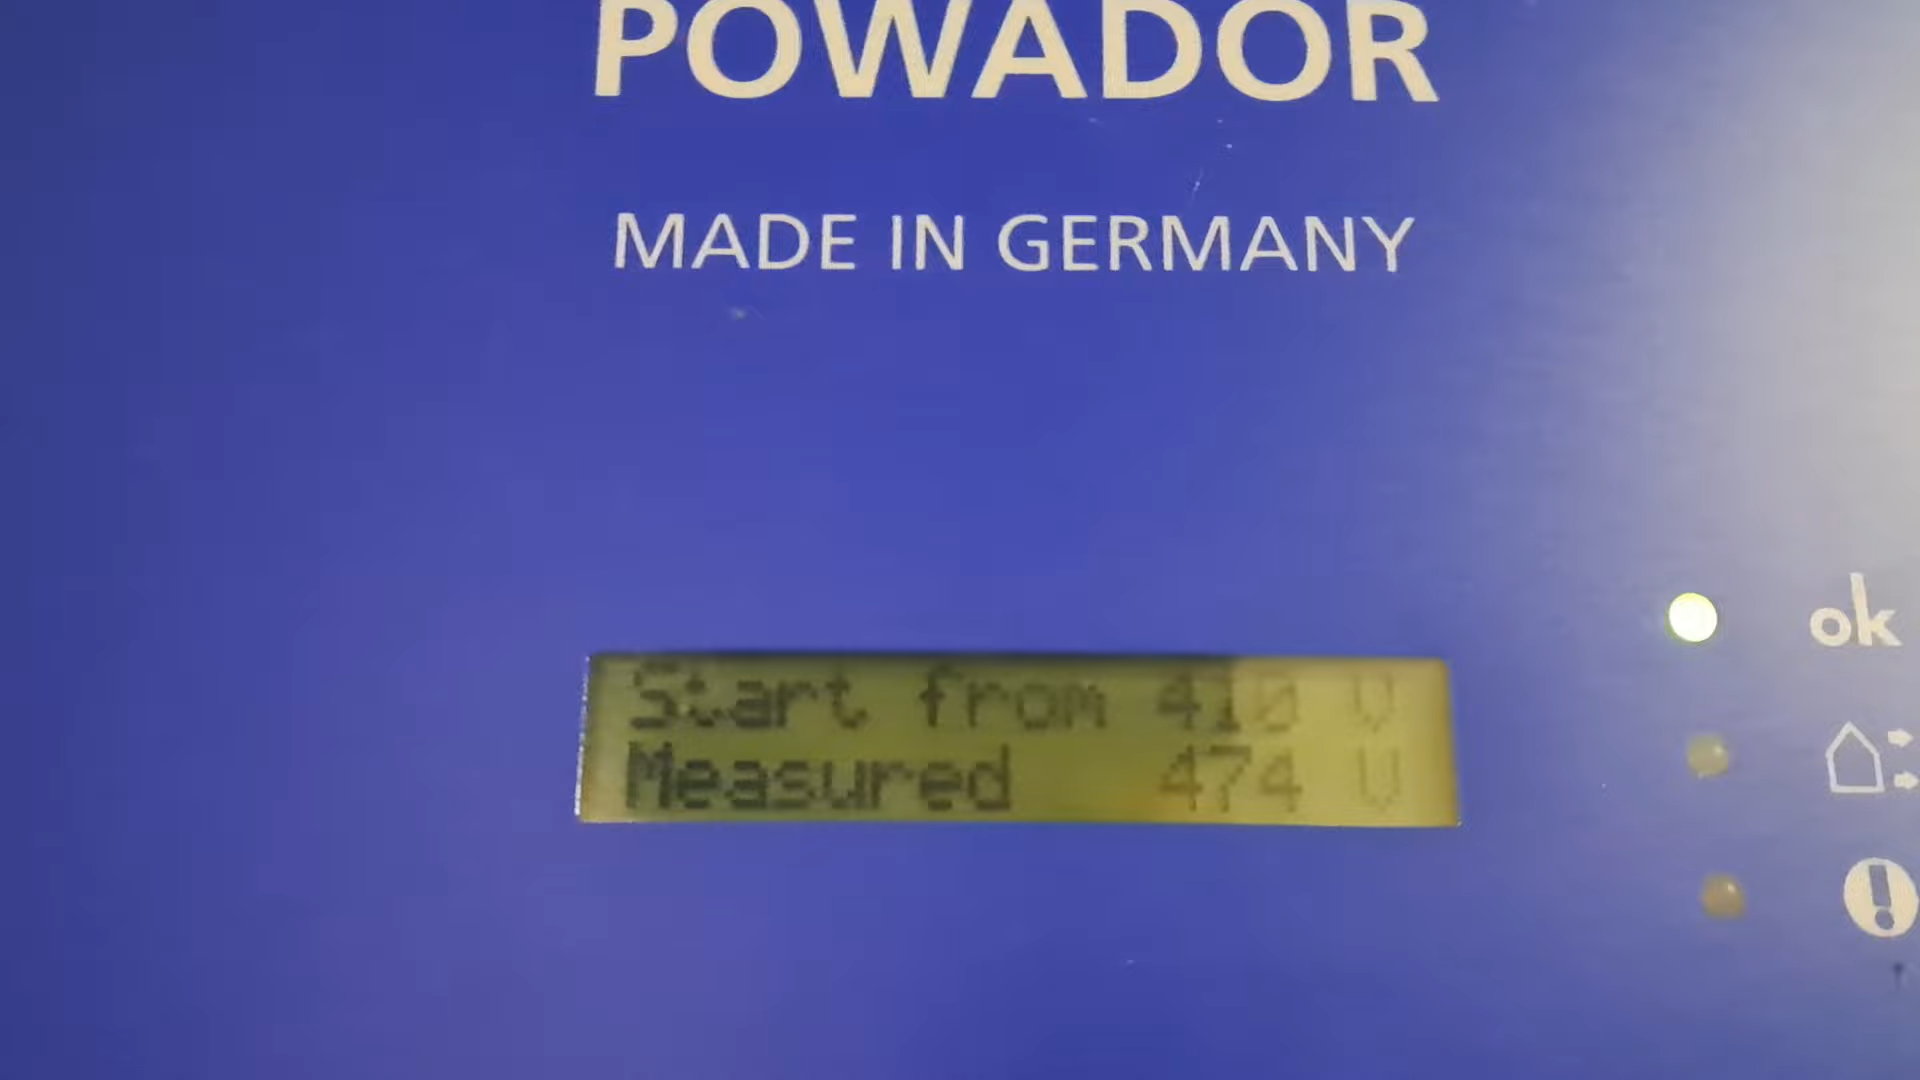 POWADOR
MADE IN GERMANY
Start from 410 V
Measured 474 V
ok